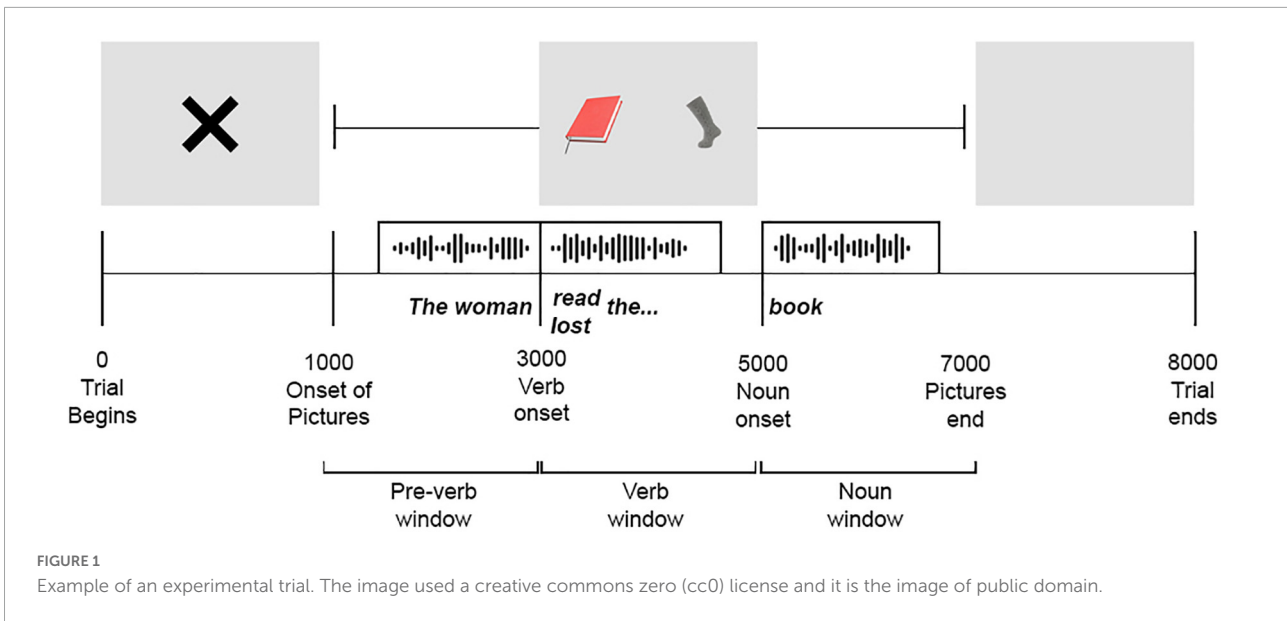 The woman
read the...
lost
book
0
Trial
Begins
1000
Onset of
Pictures
3000
Verb
onset
5000
Noun
onset
7000
Pictures
end
8000
Trial
ends
Pre-verb
window
Verb
window
Noun
window
FIGURE 1
Example of an experimental trial. The image used a creative commons zero (cc0) license and it is the image of public domain.